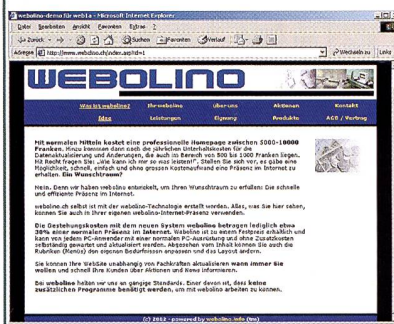 webolino-demo für web1a - Microsoft Internet Explorer
Datei Bearbeiten Ansicht Favoriten Extras ?
Zurück Suchen Favoriten Verlauf
Adresse http://www.webolino.ch/index.asp?id=1 Wechseln zu Links
WEBOLINO
Was ist webolino? Ihr webolino über uns Aktionen Kontakt
Idee Leistungen Eignung Produkte AGB / Vertrag
Mit normalen Mitteln kostet eine professionelle Homepage zwischen 5000-10000
Franken. Hinzu kommen dann noch die jährlichen Unterhaltskosten für die
Datenaktualisierung und Änderungen, die auch im Bereich von 500 bis 1000 Franken liegen.
Mit Recht fragen Sie: „Wie kann ich mir so was leisten?". Stellen Sie sich vor, es gäbe eine
Möglichkeit, schnell, einfach und ohne grossen Kostenaufwand eine Präsenz im Internet zu
erhalten. Ein Wunschtraum?
Nein. Denn wir haben webolino entwickelt, um Ihren Wunschtraum zu erfüllen: Die schnelle
und effiziente Präsenz im Internet.
webolino.ch selbst ist mit der webolino-Technologie erstellt worden. Alles, was Sie hier sehen,
können Sie auch in Ihrer eigenen webolino-Internet-Präsenz verwenden.
Die Gestehungskosten mit dem neuen System webolino betragen lediglich etwa
30% einer normalen Präsenz im Internet. Webolino ist zu einem Festpreis erhältlich und
kann von jedem PC-Anwender mit einer normalen PC-Ausrüstung und ohne Zusatzkosten
selbständig gewartet und aktualisiert werden. Abgesehen vom Inhalt können Sie auch die
Rubriken (Menüs) den eigenen Bedürfnissen anpassen und das Layout ändern.
Sie können Ihre WebSite unabhängig von Fachkräften aktualisieren wann immer Sie
wollen und schnell Ihre Kunden über Aktionen und News informieren.
Bei webolino halten wir uns an gängige Standards. Einer davon ist, dass keine
zusätzlichen Programme benötigt werden, um mit webolino arbeiten zu können.
(c) 2002 - powered by webolino.info (tm)